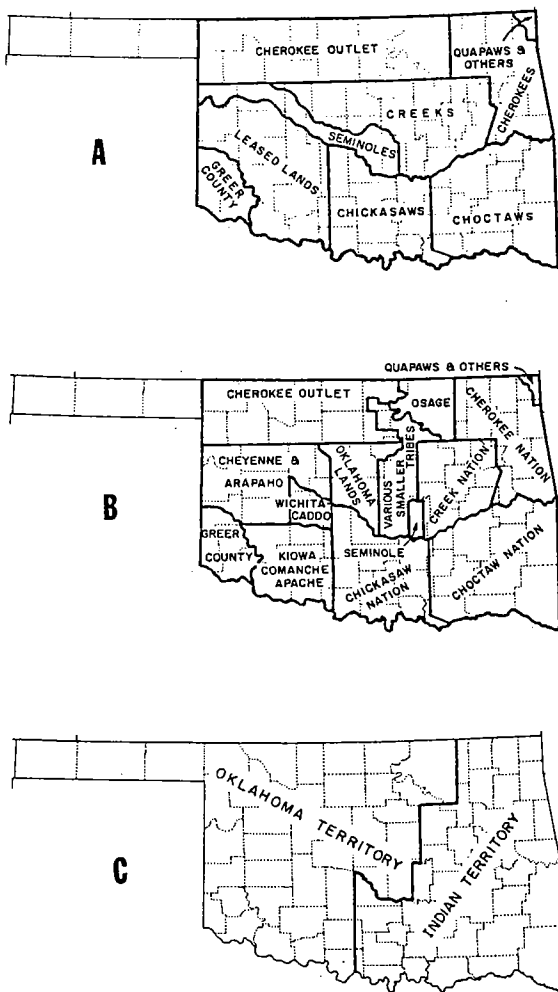 CHEROKEE OUTLET
QUAPAWS &
OTHERS
CHEROKEES
CREEKS
SEMINOLES
LEASED LANDS
GREER
COUNTY
CHICKASAWS
CHOCTAWS
A
QUAPAWS & OTHERS
CHEROKEE OUTLET
OSAGE
CHEROKEE NATION
CHEYENNE &
ARAPAHO
OKLAHOMA
LANDS
VARIOUS
SMALLER
TRIBES
CREEK NATION
WICHITA-
CADDO
GREER
COUNTY
KIOWA
COMANCHE
APACHE
SEMINOLE
CHICKASAW
NATION
CHOCTAW NATION
B
OKLAHOMA TERRITORY
INDIAN TERRITORY
C